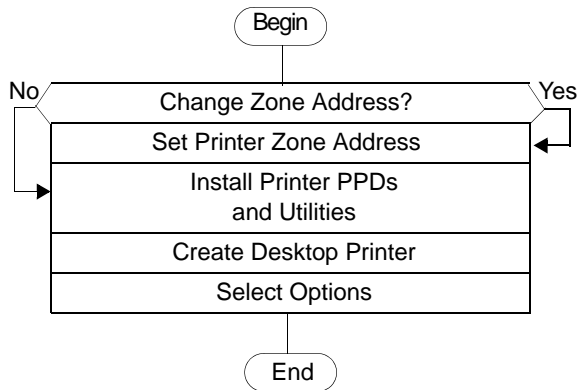 Begin
No
Yes
Change Zone Address?
Set Printer Zone Address
Install Printer PPDs
and Utilities
Create Desktop Printer
Select Options
End